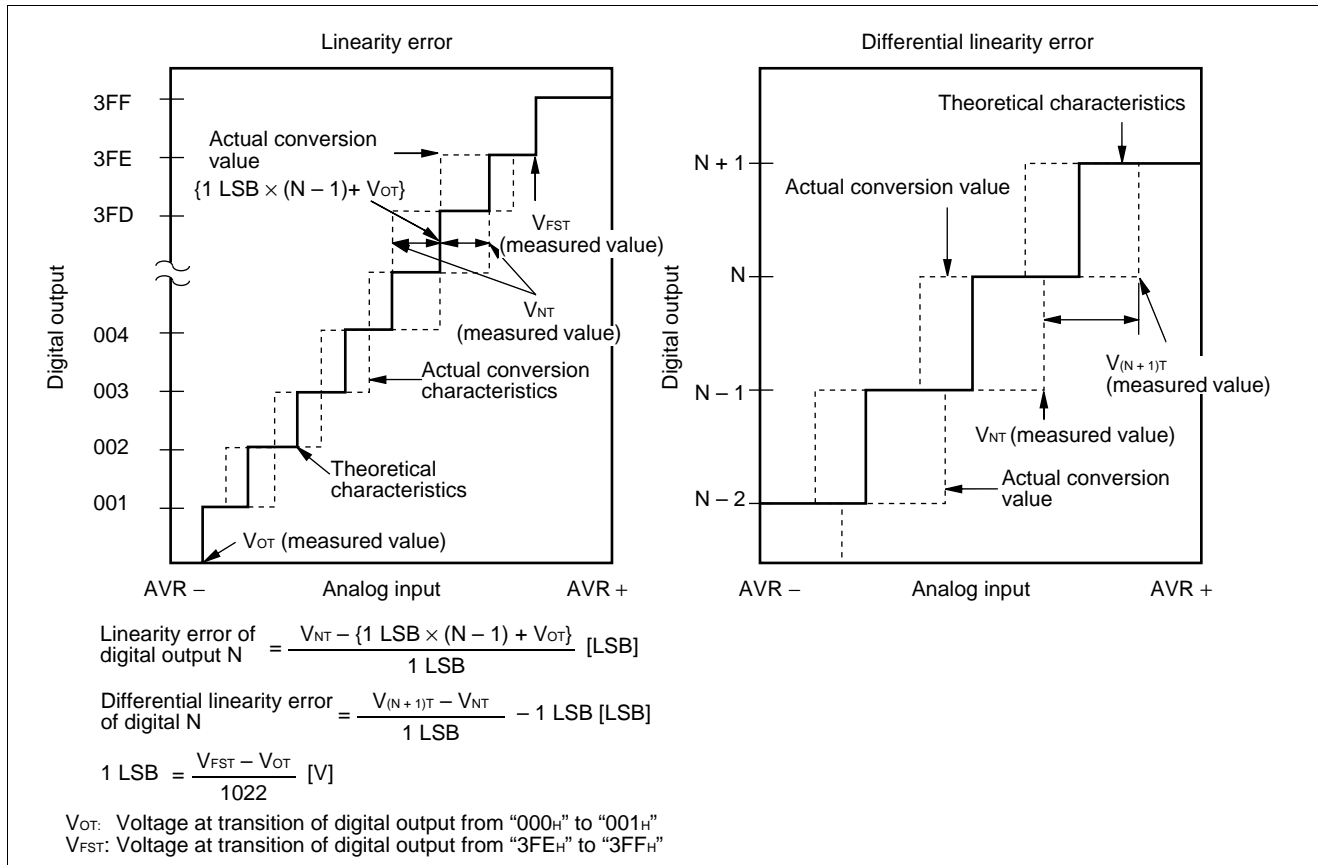 Linearity error
3FF
3FE
3FD
004
003
002
001
Digital output
Actual conversion
value
{1 LSB × (N – 1)+ VOT}
VFST
(measured value)
VNT
(measured value)
Actual conversion
characteristics
Theoretical
characteristics
VOT (measured value)
AVR –
Analog input
AVR +
Differential linearity error
N + 1
N
N – 1
N – 2
Digital output
Theoretical characteristics
Actual conversion value
V(N + 1)T
(measured value)
VNT (measured value)
Actual conversion
value
AVR –
Analog input
AVR +
Linearity error of
digital output N = VNT – {1 LSB × (N – 1) + VOT} / 1 LSB [LSB]
Differential linearity error
of digital N = V(N + 1)T – VNT / 1 LSB – 1 LSB [LSB]
1 LSB = VFST – VOT / 1022 [V]
VOT: Voltage at transition of digital output from “000H” to “001H”
VFST: Voltage at transition of digital output from “3FEH” to “3FFH”